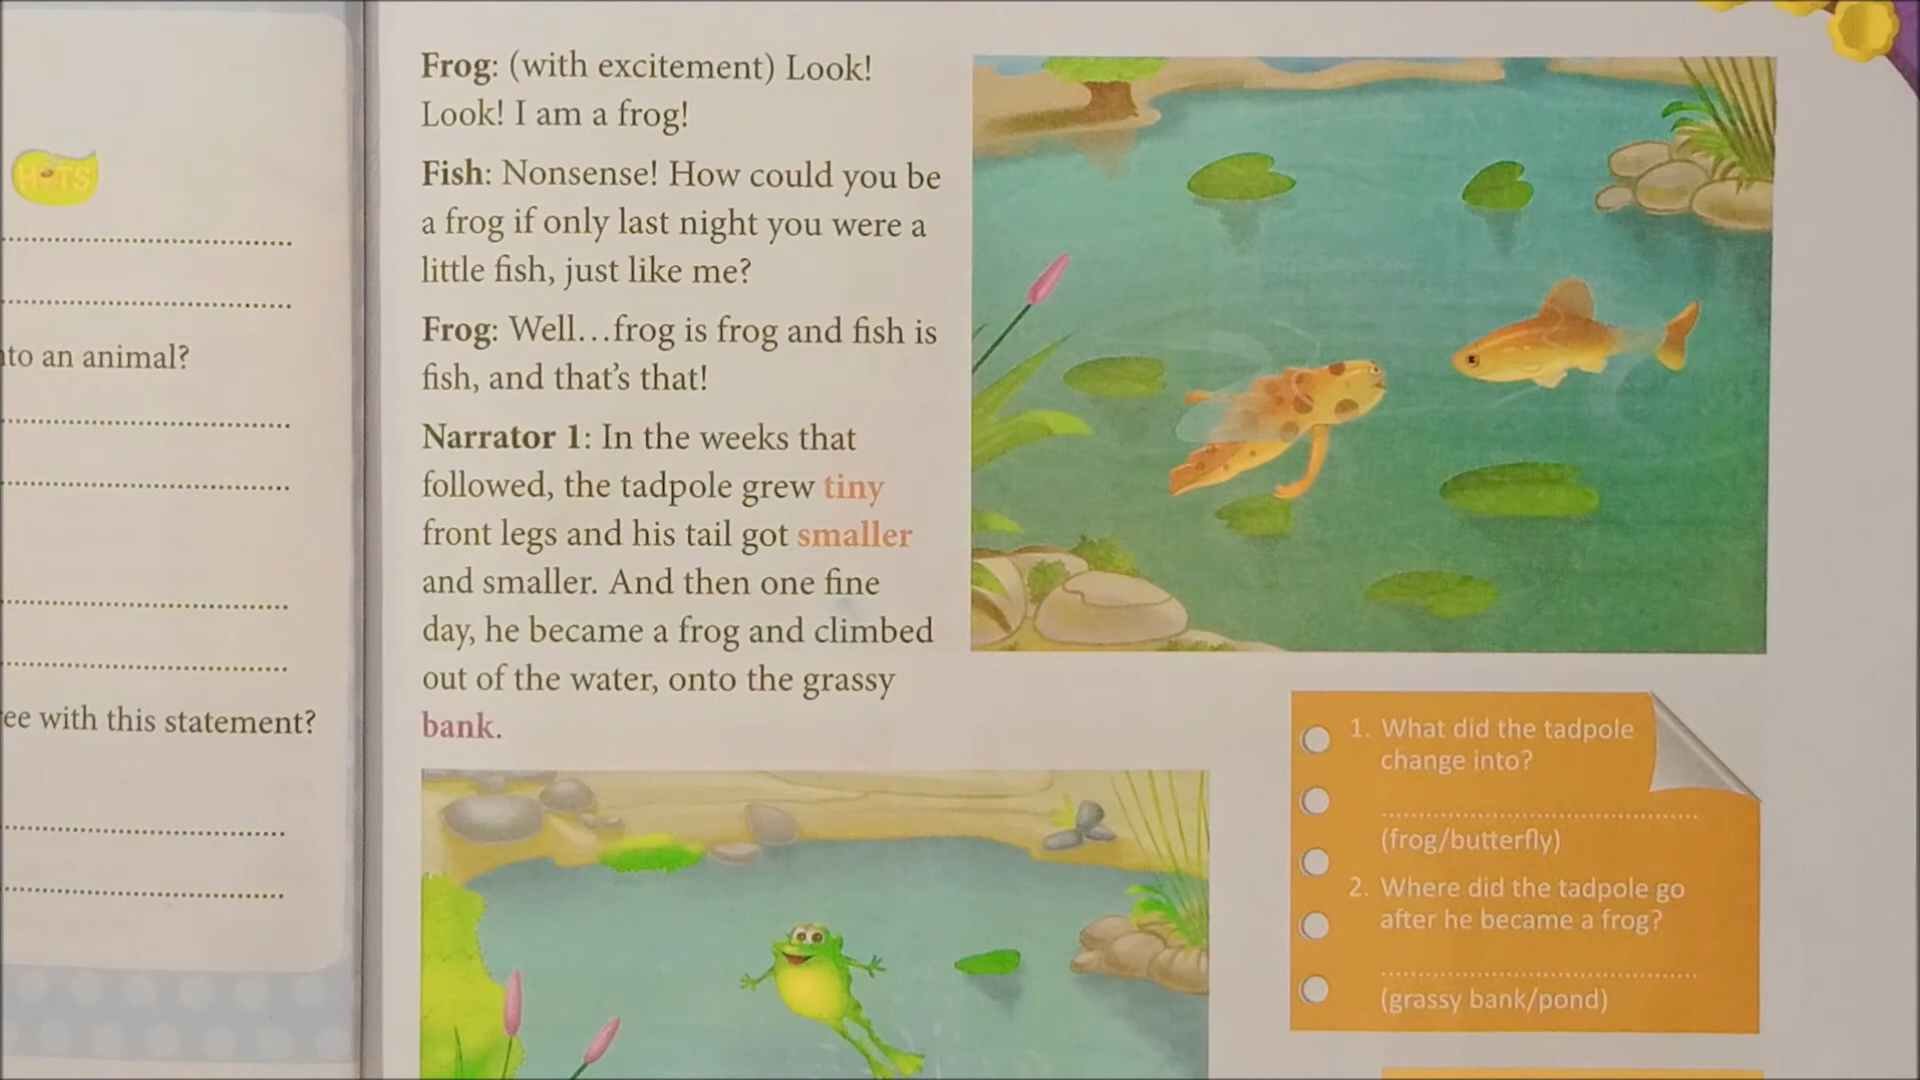 HOTS
to an animal?
ee with this statement?
Frog: (with excitement) Look!
Look! I am a frog!
Fish: Nonsense! How could you be
a frog if only last night you were a
little fish, just like me?
Frog: Well…frog is frog and fish is
fish, and that's that!
Narrator 1: In the weeks that
followed, the tadpole grew tiny
front legs and his tail got smaller
and smaller. And then one fine
day, he became a frog and climbed
out of the water, onto the grassy
bank.
1. What did the tadpole
change into?
(frog/butterfly)
2. Where did the tadpole go
after he became a frog?
(grassy bank/pond)